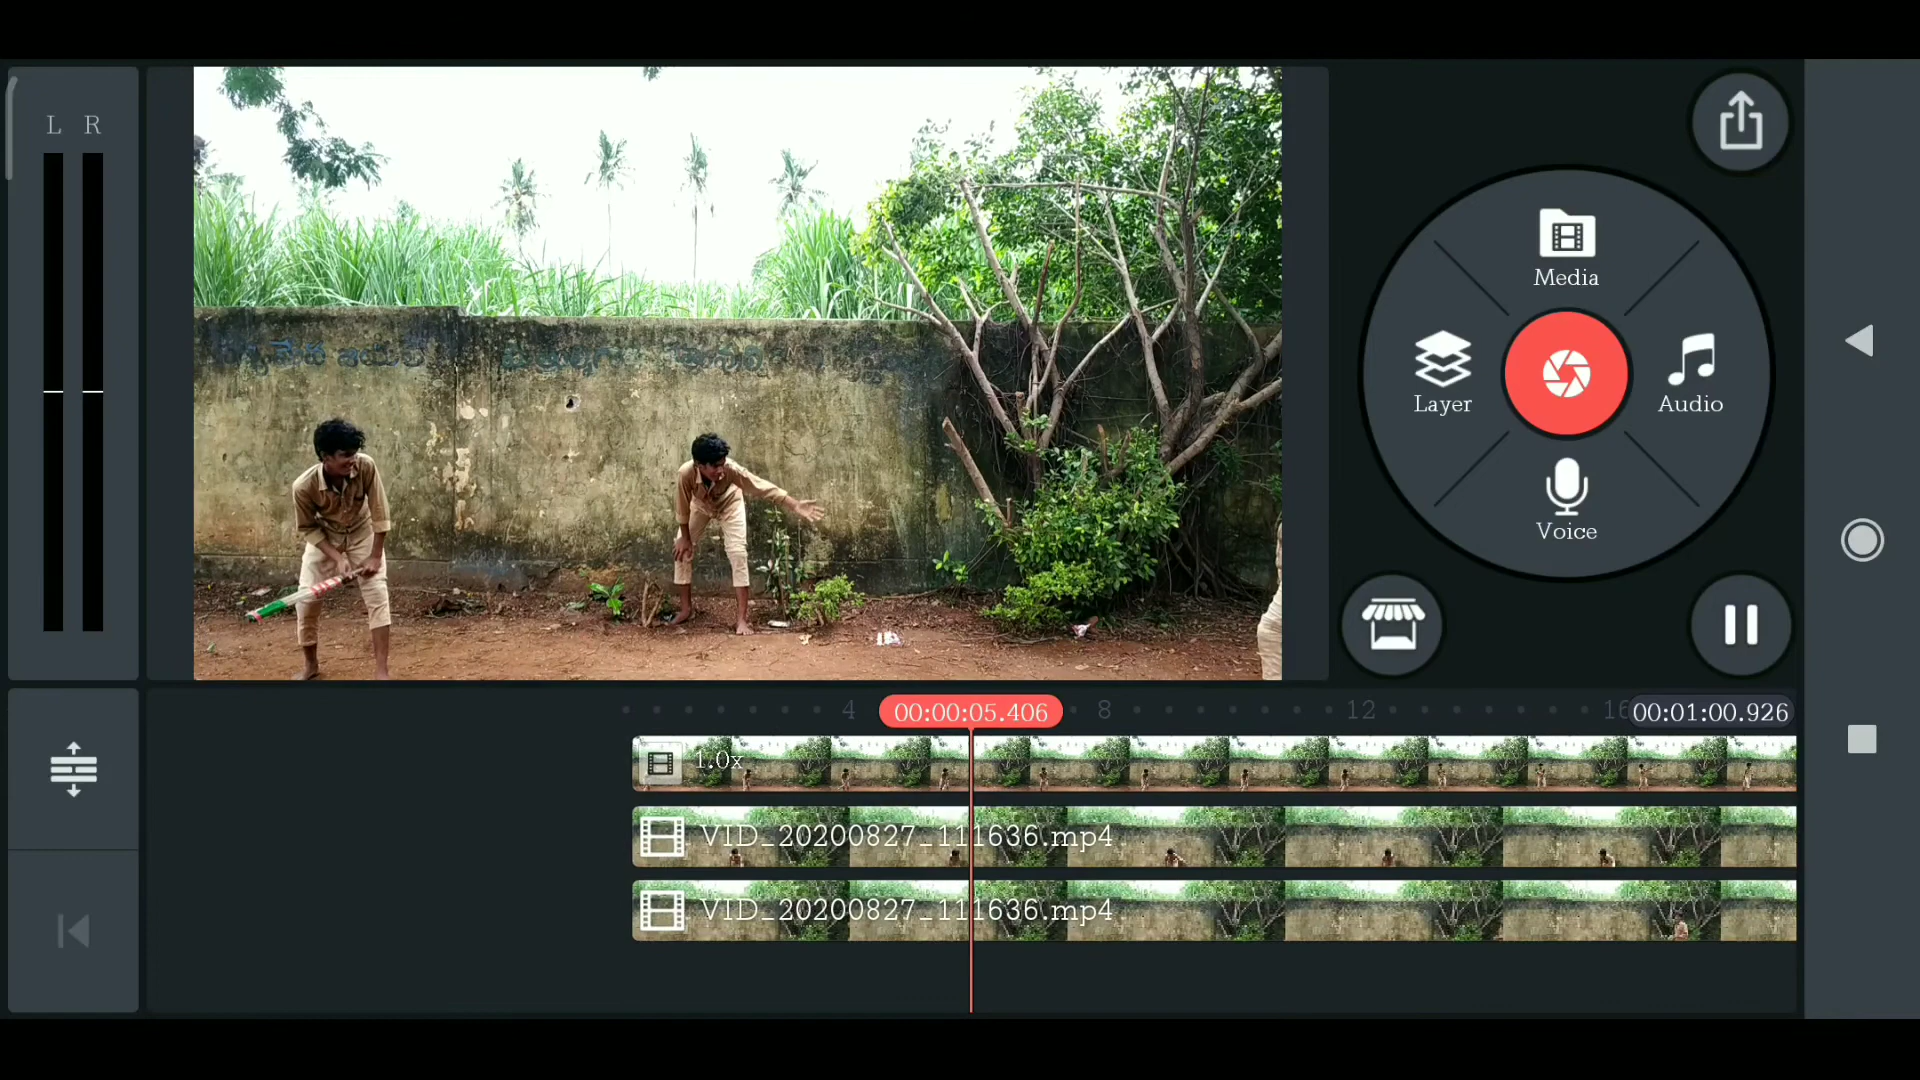 L R
Media
Layer
Audio
Voice
4 00:00:05.406 8 12 16 00:01:00.926
1.0x
VID_20200827_111636.mp4
VID_20200827_111636.mp4